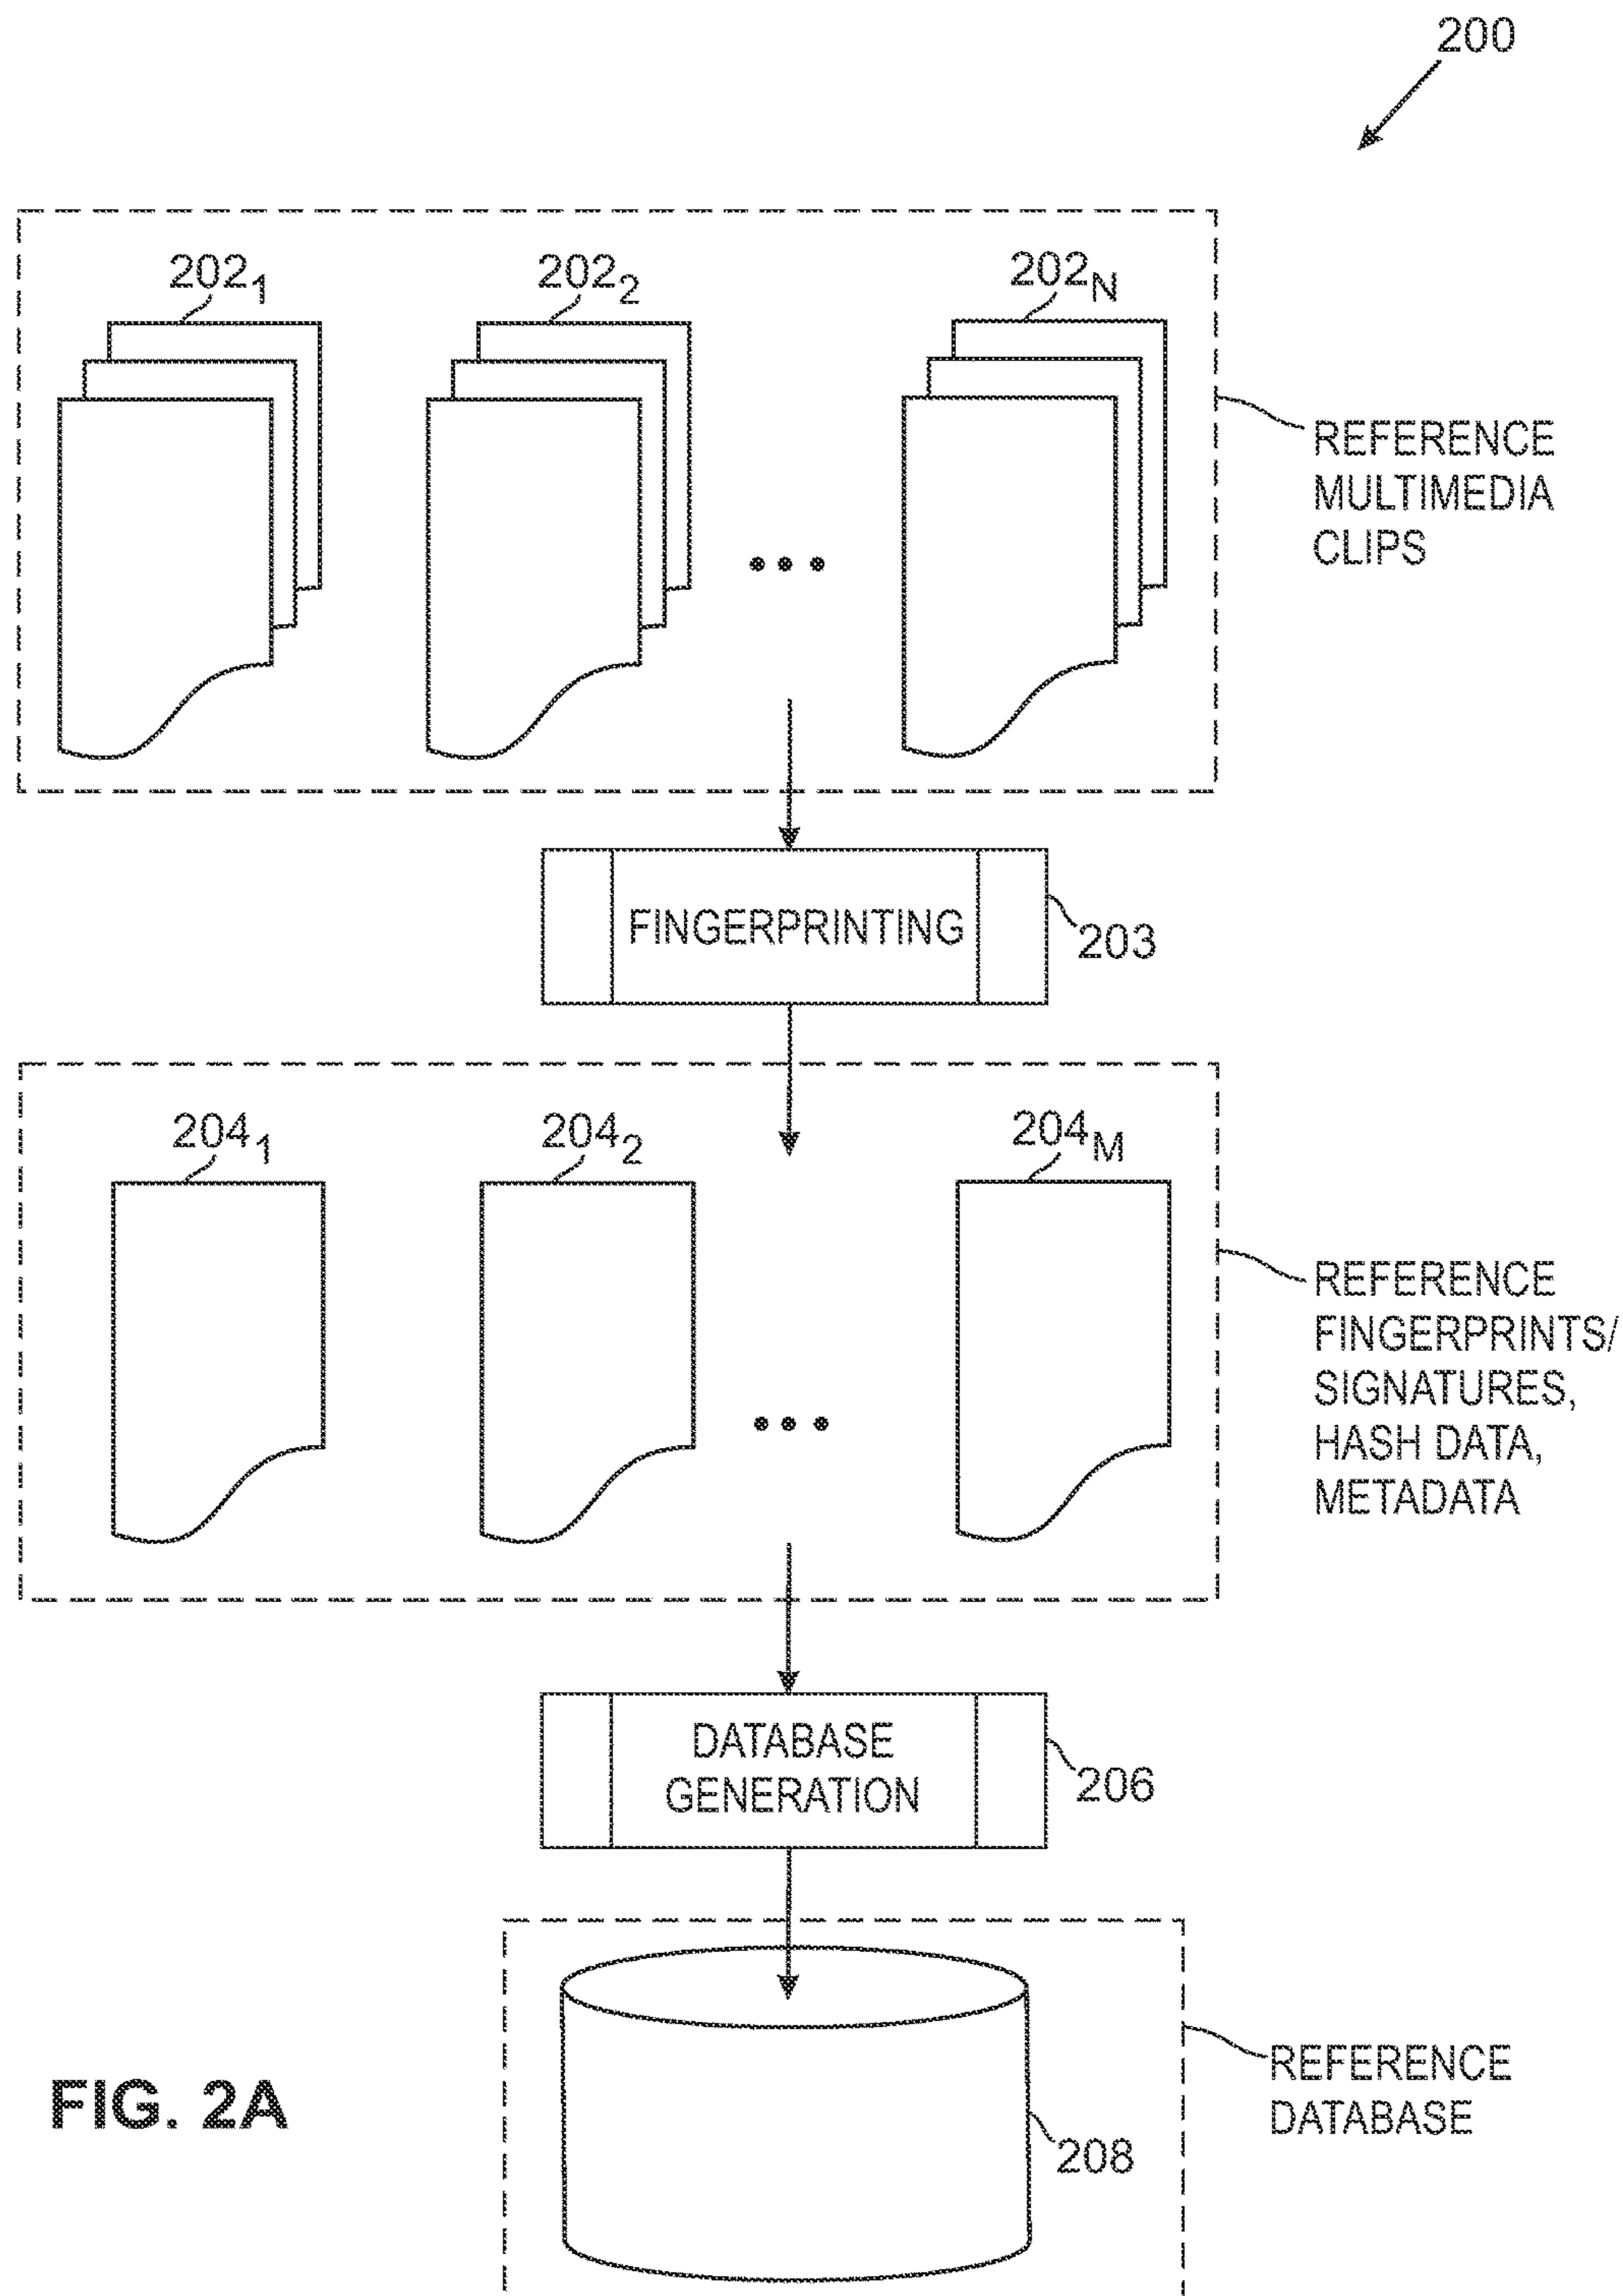 200
202₁ 202₂ 202N
REFERENCE
MULTIMEDIA
CLIPS
FINGERPRINTING
203
204₁ 204₂ 204M
REFERENCE
FINGERPRINTS/
SIGNATURES,
HASH DATA,
METADATA
DATABASE
GENERATION
206
REFERENCE
DATABASE
208
FIG. 2A